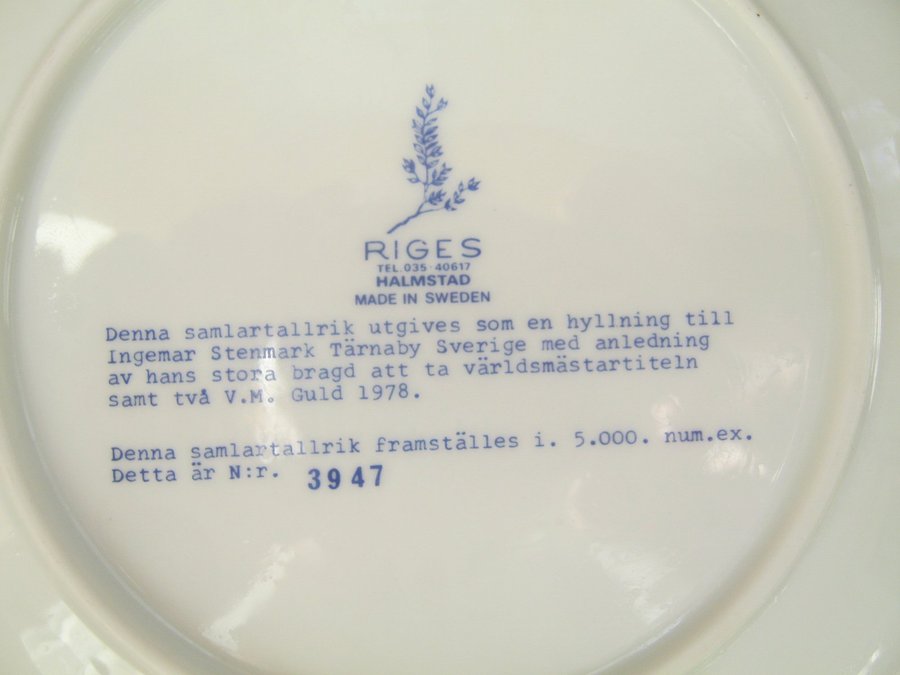 RIGES
TEL.035-40617
HALMSTAD
MADE IN SWEDEN
Denna samlartallrik utgives som en hyllning till
Ingemar Stenmark Tärnaby Sverige med anledning
av hans stora bragd att ta världsmästartiteln
samt två V.M. Guld 1978.
Denna samlartallrik framställes i. 5.000. num.ex.
Detta är N:r. 3947